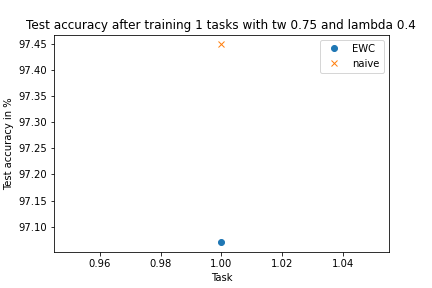 Test accuracy after training 1 tasks with tw 0.75 and lambda 0.4
EWC
naive
97.45
97.40
97.35
97.30
97.25
97.20
97.15
97.10
Test accuracy in %
0.96
0.98
1.00
1.02
1.04
Task